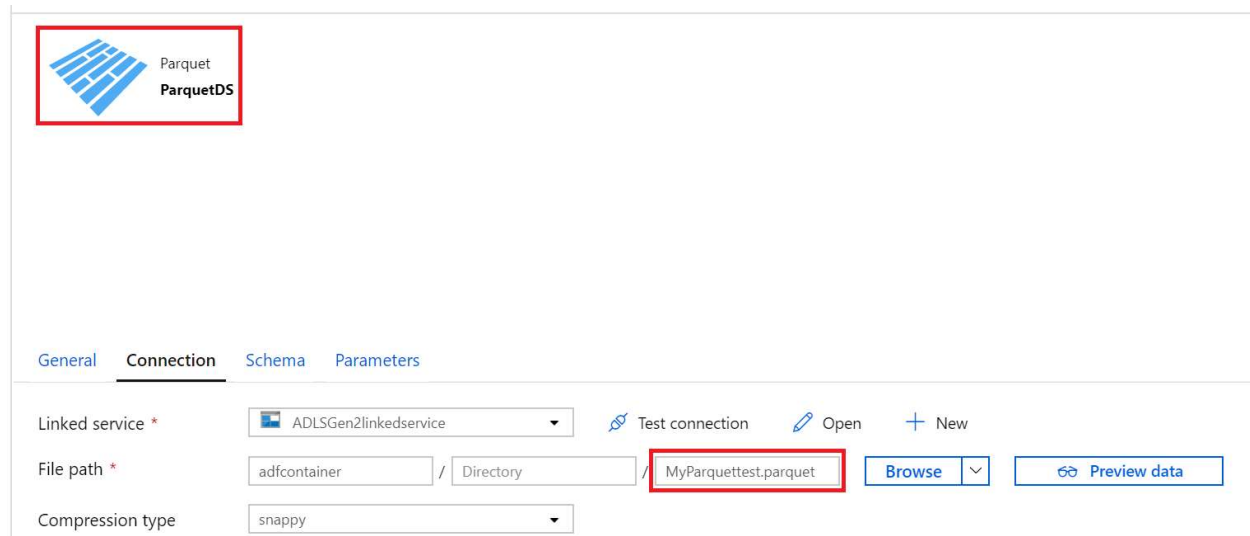 Parquet
ParquetDS
General Connection Schema Parameters
Linked service * ADLSGen2linkedservice Test connection Open New
File path * adfcontainer / Directory / MyParquettest.parquet Browse Preview data
Compression type snappy